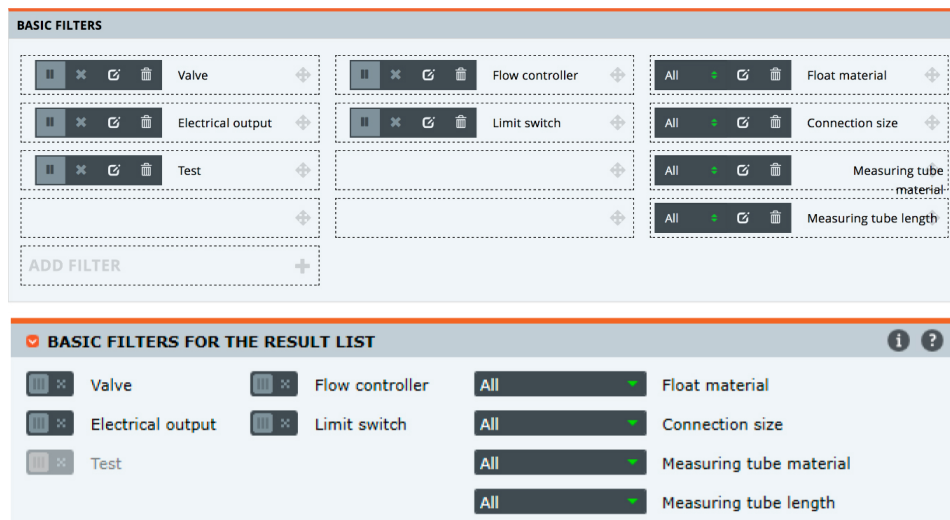 BASIC FILTERS
Valve
Flow controller
All
Float material
Electrical output
Limit switch
All
Connection size
Test
All
Measuring tube
material
All
Measuring tube length
ADD FILTER
BASIC FILTERS FOR THE RESULT LIST
Valve
Flow controller
All
Float material
Electrical output
Limit switch
All
Connection size
Test
All
Measuring tube material
All
Measuring tube length